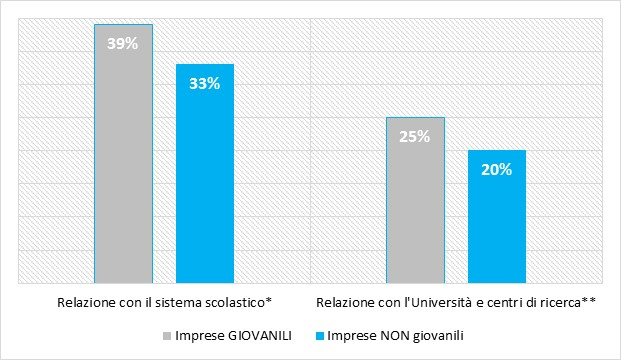 39%
33%
25%
20%
Relazione con il sistema scolastico*
Relazione con l'Università e centri di ricerca**
Imprese GIOVANILI
Imprese NON giovanili